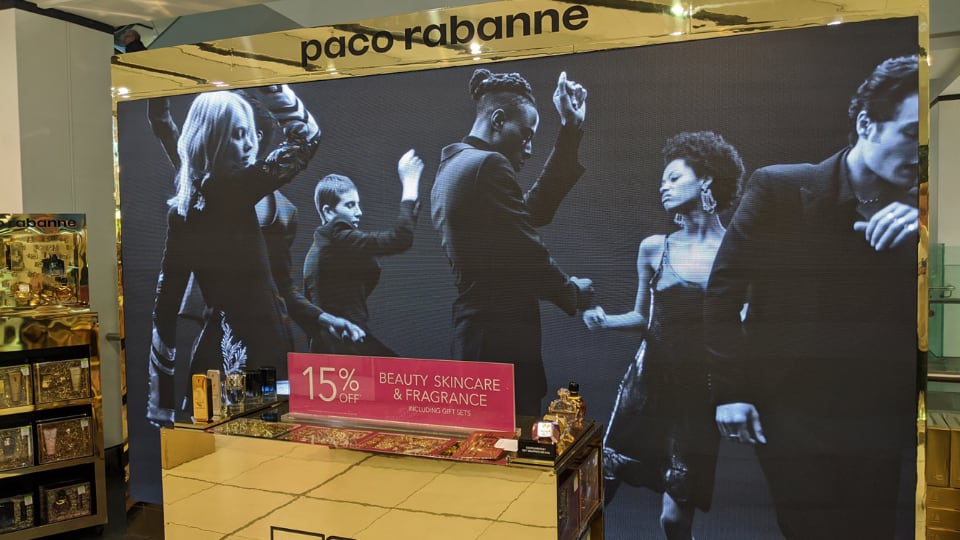 paco rabanne
rabanne
15%
OFF*
BEAUTY SKINCARE
& FRAGRANCE
INCLUDING GIFT SETS